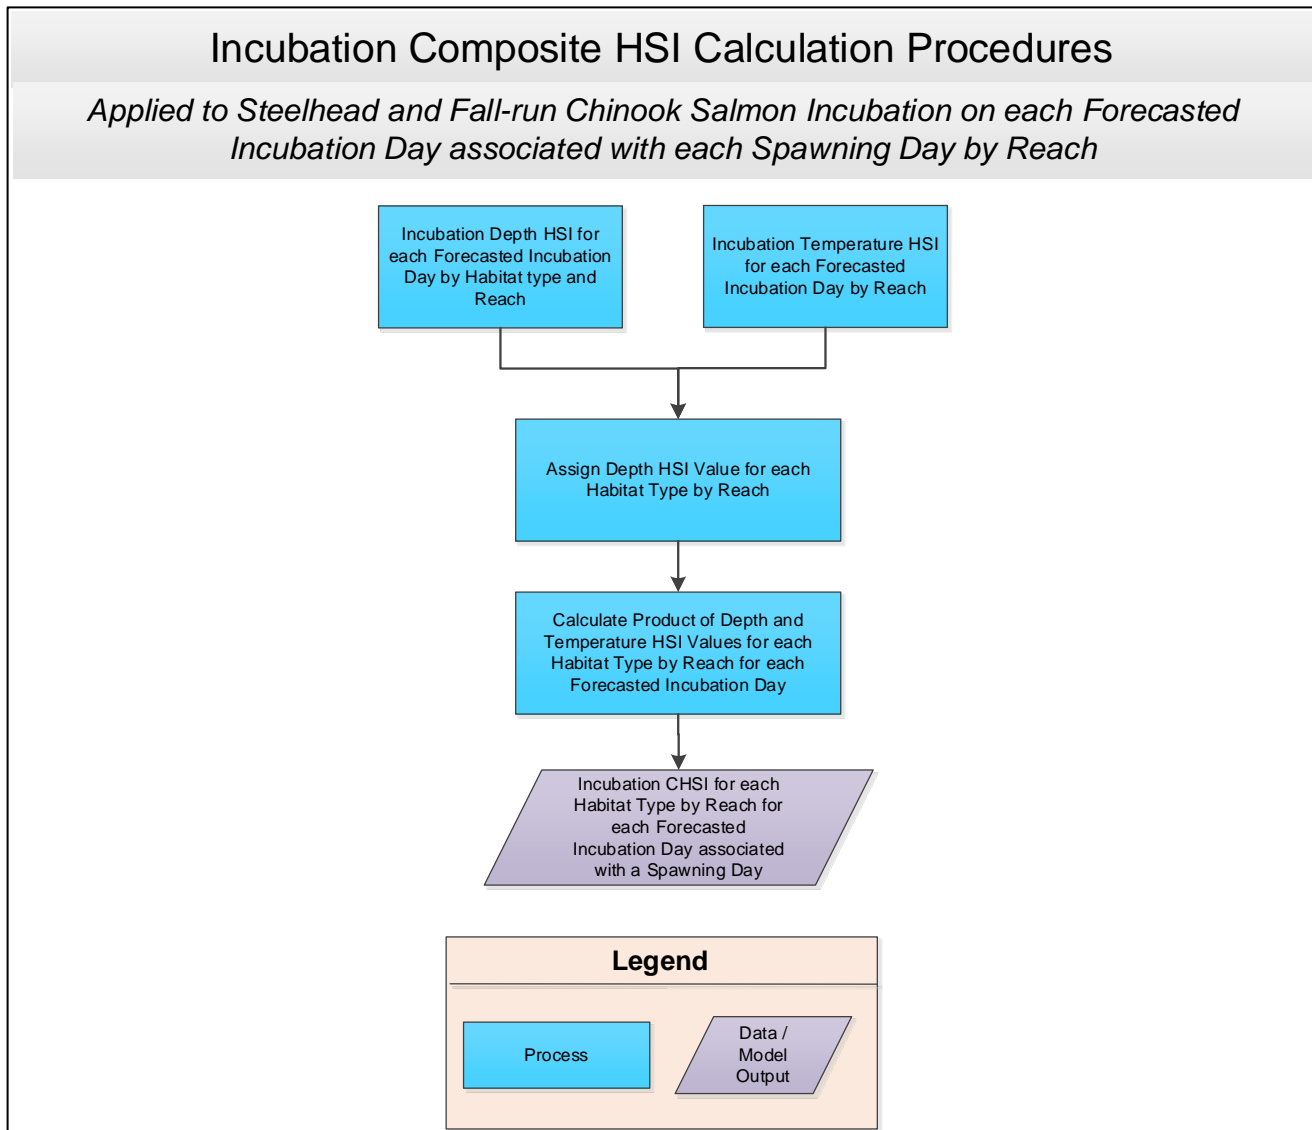 Incubation Composite HSI Calculation Procedures
Applied to Steelhead and Fall-run Chinook Salmon Incubation on each Forecasted
Incubation Day associated with each Spawning Day by Reach
Incubation Depth HSI for
each Forecasted Incubation
Day by Habitat type and
Reach
Incubation Temperature HSI
for each Forecasted
Incubation Day by Reach
Assign Depth HSI Value for each
Habitat Type by Reach
Calculate Product of Depth and
Temperature HSI Values for each
Habitat Type by Reach for each
Forecasted Incubation Day
Incubation CHSI for each
Habitat Type by Reach for
each Forecasted
Incubation Day associated
with a Spawning Day
Legend
Process
Data /
Model
Output